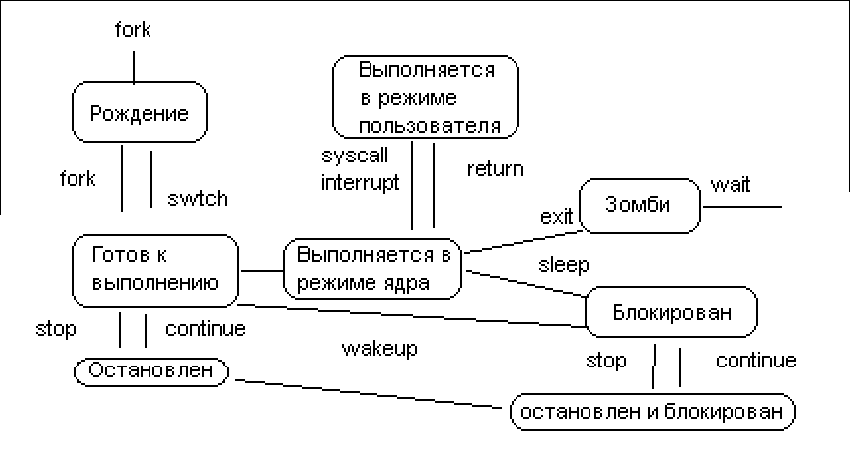 fork
Рождение
Выполняется
в режиме
пользователя
fork
swtch
syscall
interrupt
return
Зомби
wait
exit
Готов к
выполнению
Выполняется в
режиме ядра
sleep
Блокирован
stop
continue
wakeup
stop
continue
Остановлен
остановлен и блокирован